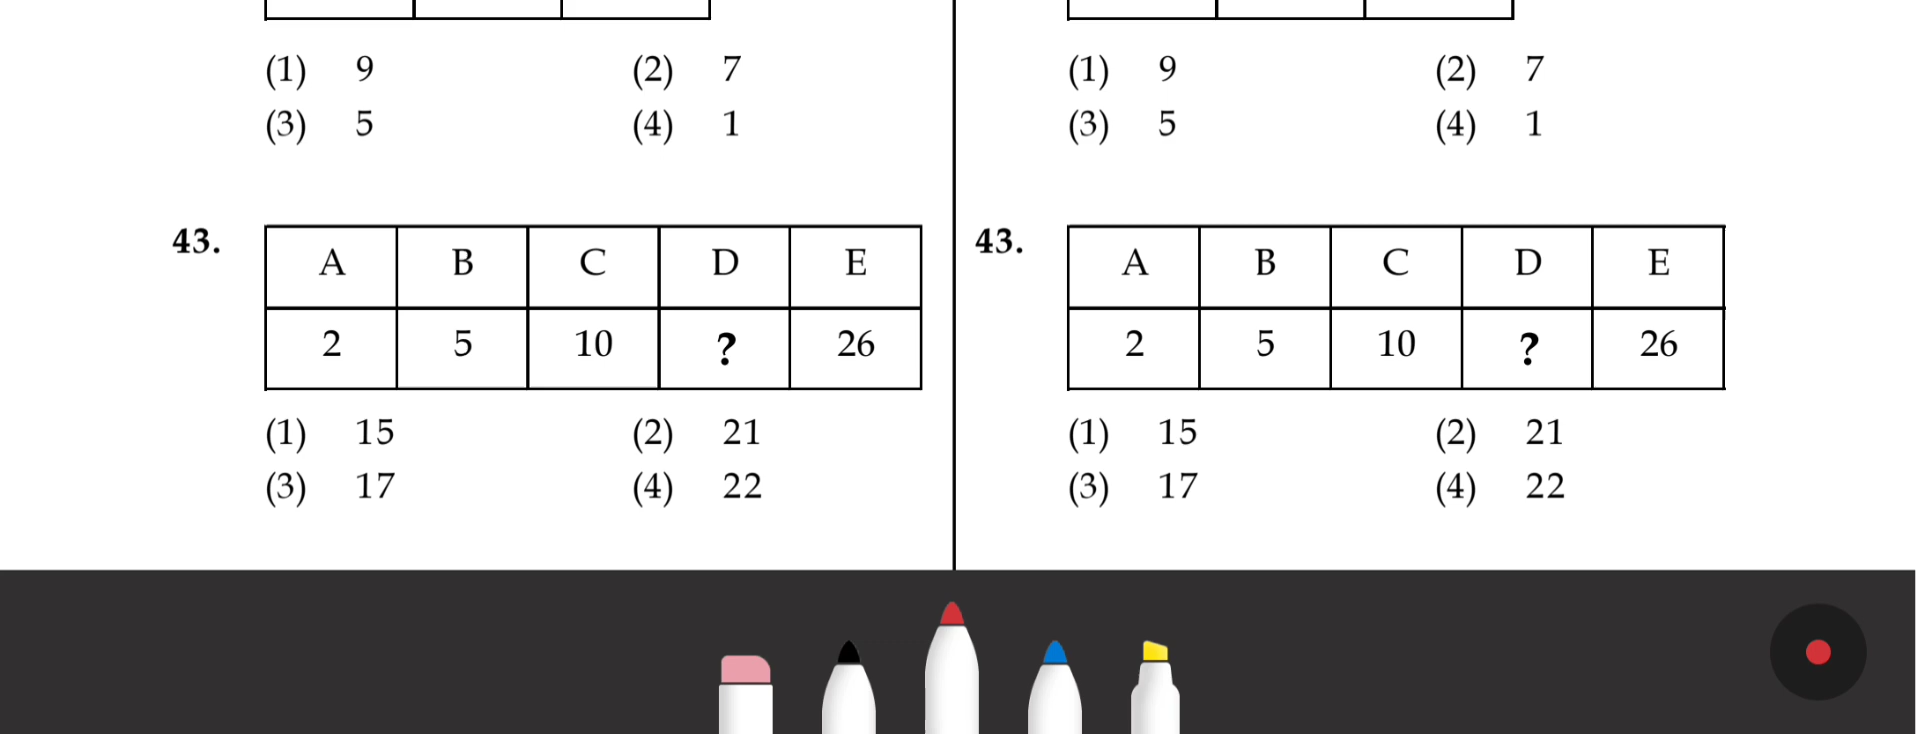 (1) 9 (2) 7
(3) 5 (4) 1
43. A B C D E
2 5 10 ? 26
(1) 15 (2) 21
(3) 17 (4) 22
(1) 9 (2) 7
(3) 5 (4) 1
43. A B C D E
2 5 10 ? 26
(1) 15 (2) 21
(3) 17 (4) 22